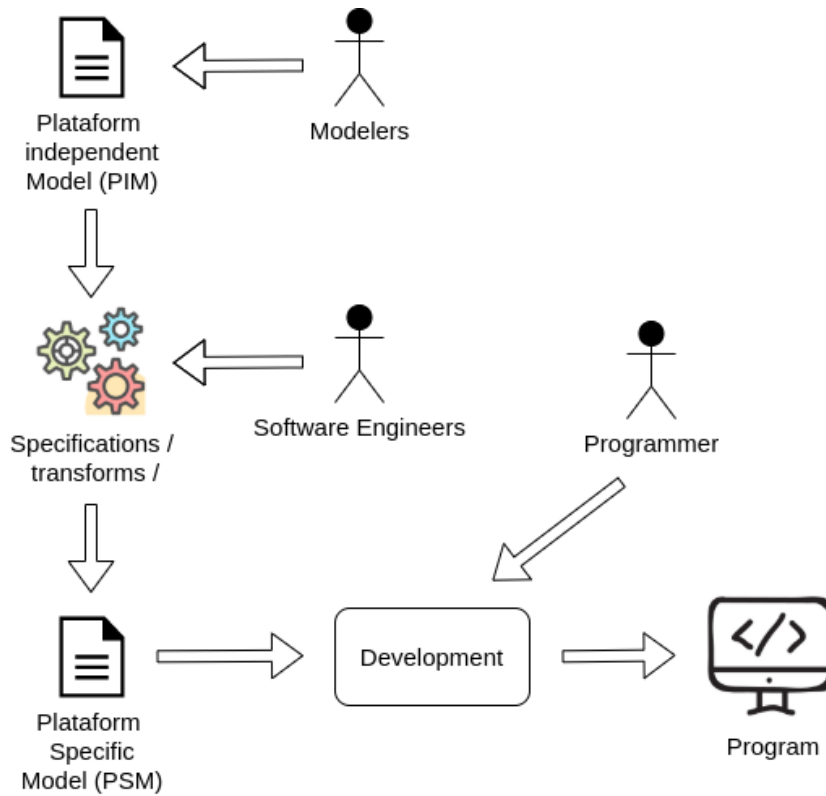 Modelers
Plataform
independent
Model (PIM)
Software Engineers
Programmer
Specifications /
transforms /
Development
</>
Plataform
Specific
Model (PSM)
Program